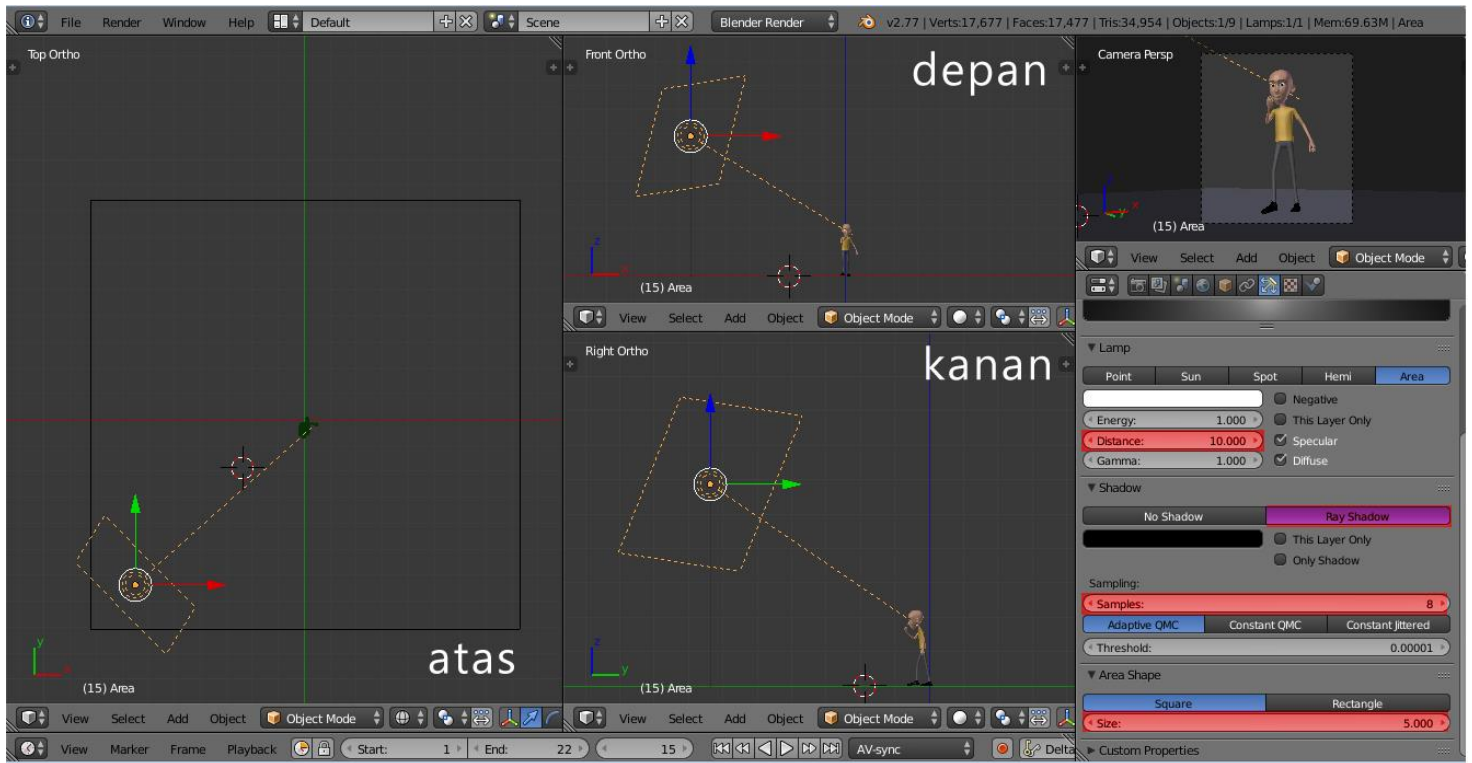 File Render Window Help Default Scene Blender Render v2.77 | Verts:17,677 | Faces:17,477 | Tris:34,954 | Objects:1/9 | Lamps:1/1 | Mem:69.63M | Area
Top Ortho
y
x
atas
(15) Area
View Select Add Object Object Mode
Front Ortho
depan
z
x
(15) Area
View Select Add Object Object Mode
Right Ortho
kanan
z
y
(15) Area
View Select Add Object Object Mode
Camera Persp
z
y x
(15) Area
View Select Add Object Object Mode
Lamp
Point Sun Spot Hemi Area
Negative
Energy: 1.000 This Layer Only
Distance: 10.000 Specular
Gamma: 1.000 Diffuse
Shadow
No Shadow Ray Shadow
This Layer Only
Only Shadow
Sampling:
Samples: 8
Adaptive QMC Constant QMC Constant Jittered
Threshold: 0.00001
Area Shape
Square Rectangle
Size: 5.000
Custom Properties
View Marker Frame Playback Start: 1 End: 22 15 AV-sync Delta